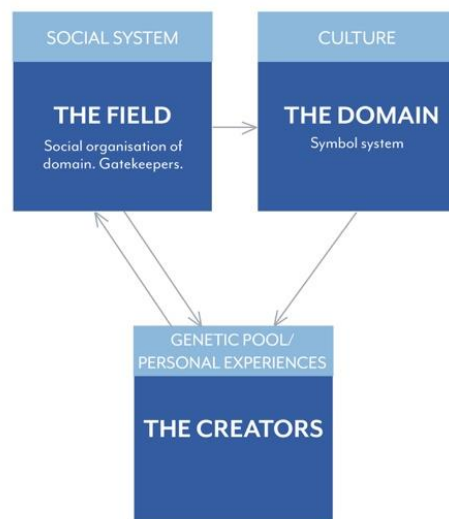 SOCIAL SYSTEM
THE FIELD
Social organisation of
domain. Gatekeepers.
CULTURE
THE DOMAIN
Symbol system
GENETIC POOL/
PERSONAL EXPERIENCES
THE CREATORS